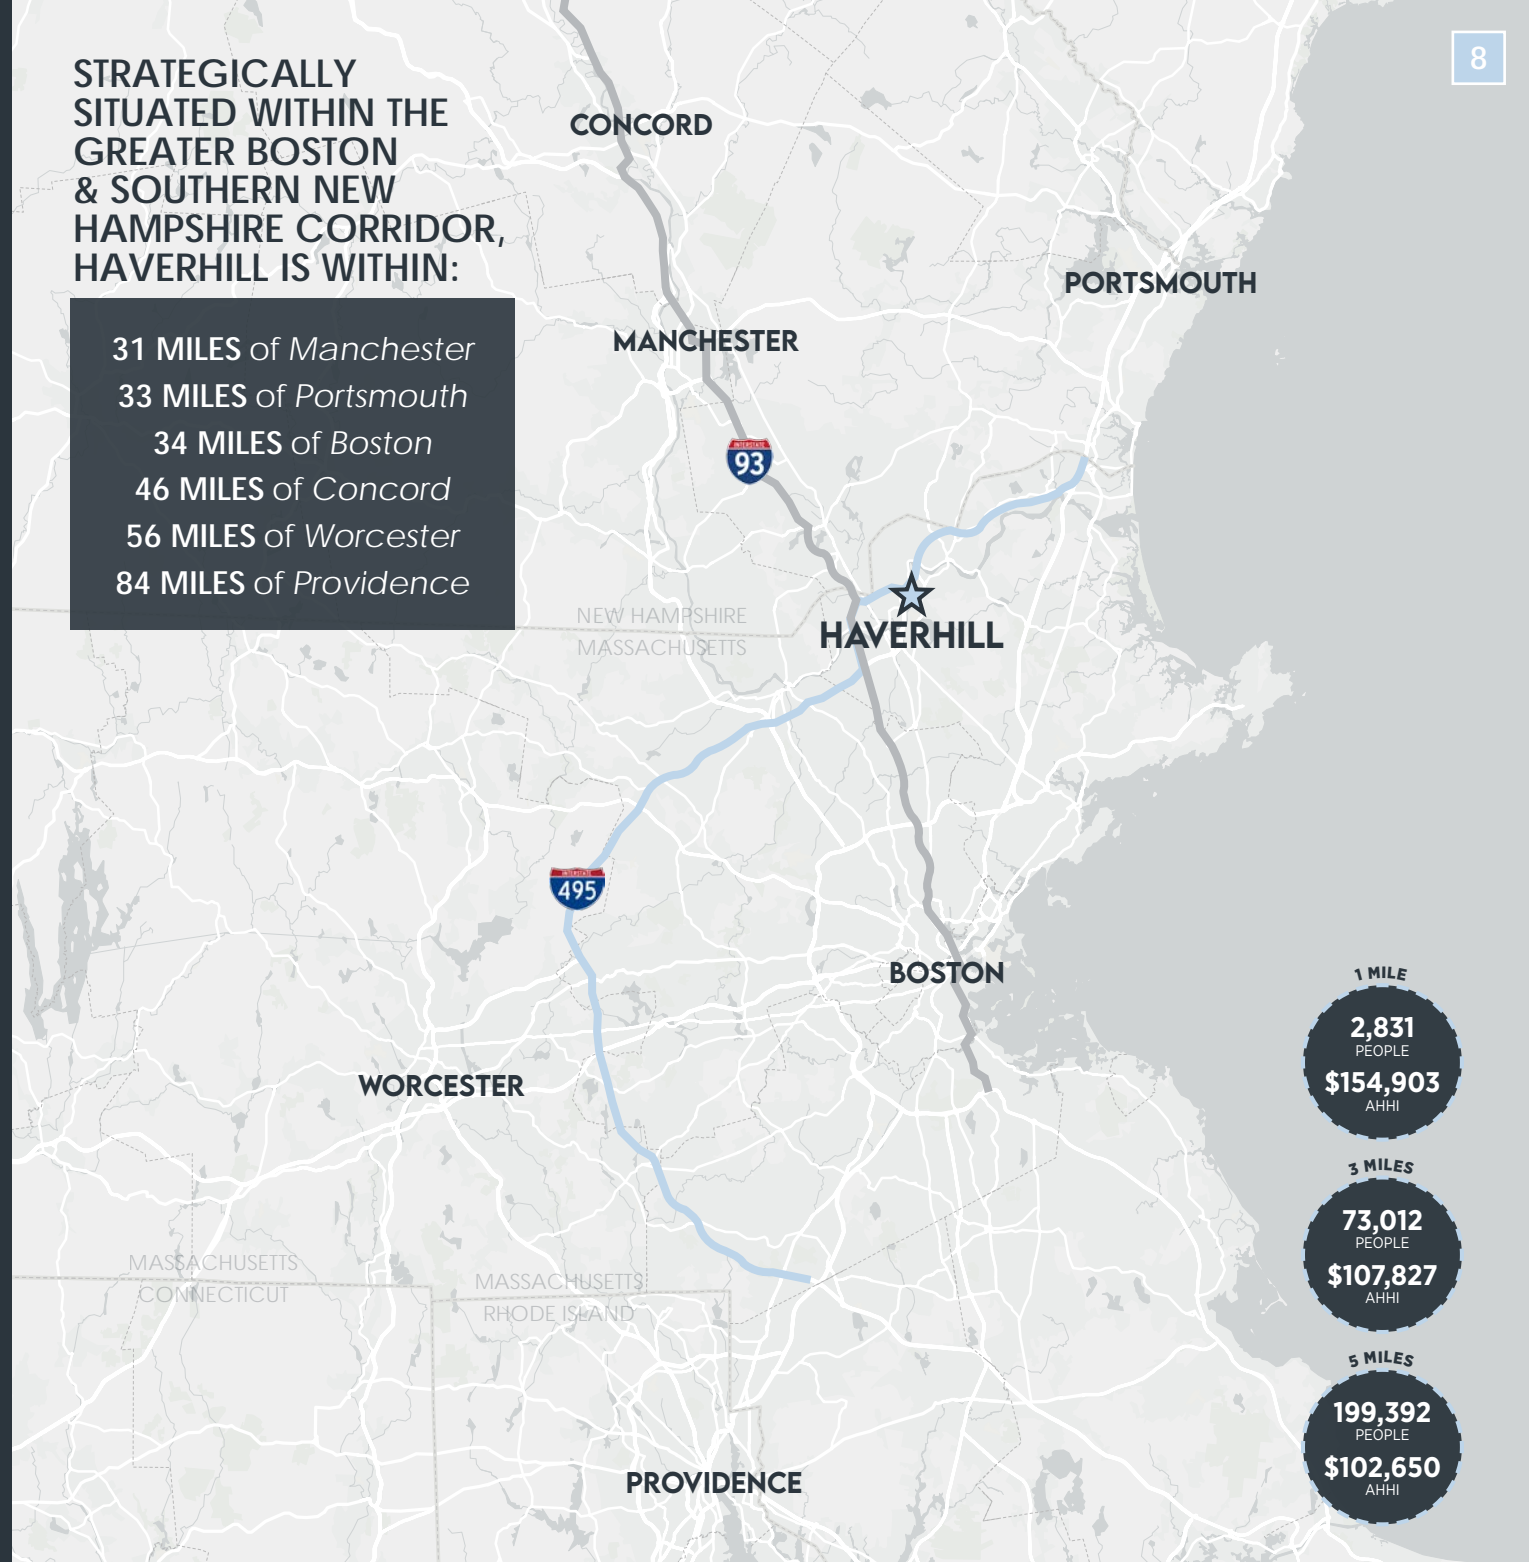 8
STRATEGICALLY
SITUATED WITHIN THE
GREATER BOSTON
& SOUTHERN NEW
HAMPSHIRE CORRIDOR,
HAVERHILL IS WITHIN:
31 MILES of Manchester
33 MILES of Portsmouth
34 MILES of Boston
46 MILES of Concord
56 MILES of Worcester
84 MILES of Providence
CONCORD
PORTSMOUTH
MANCHESTER
INTERSTATE
93
NEW HAMPSHIRE
MASSACHUSETTS
HAVERHILL
INTERSTATE
495
BOSTON
WORCESTER
MASSACHUSETTS
CONNECTICUT
MASSACHUSETTS
RHODE ISLAND
PROVIDENCE
1 MILE
2,831
PEOPLE
$154,903
AHHI
3 MILES
73,012
PEOPLE
$107,827
AHHI
5 MILES
199,392
PEOPLE
$102,650
AHHI